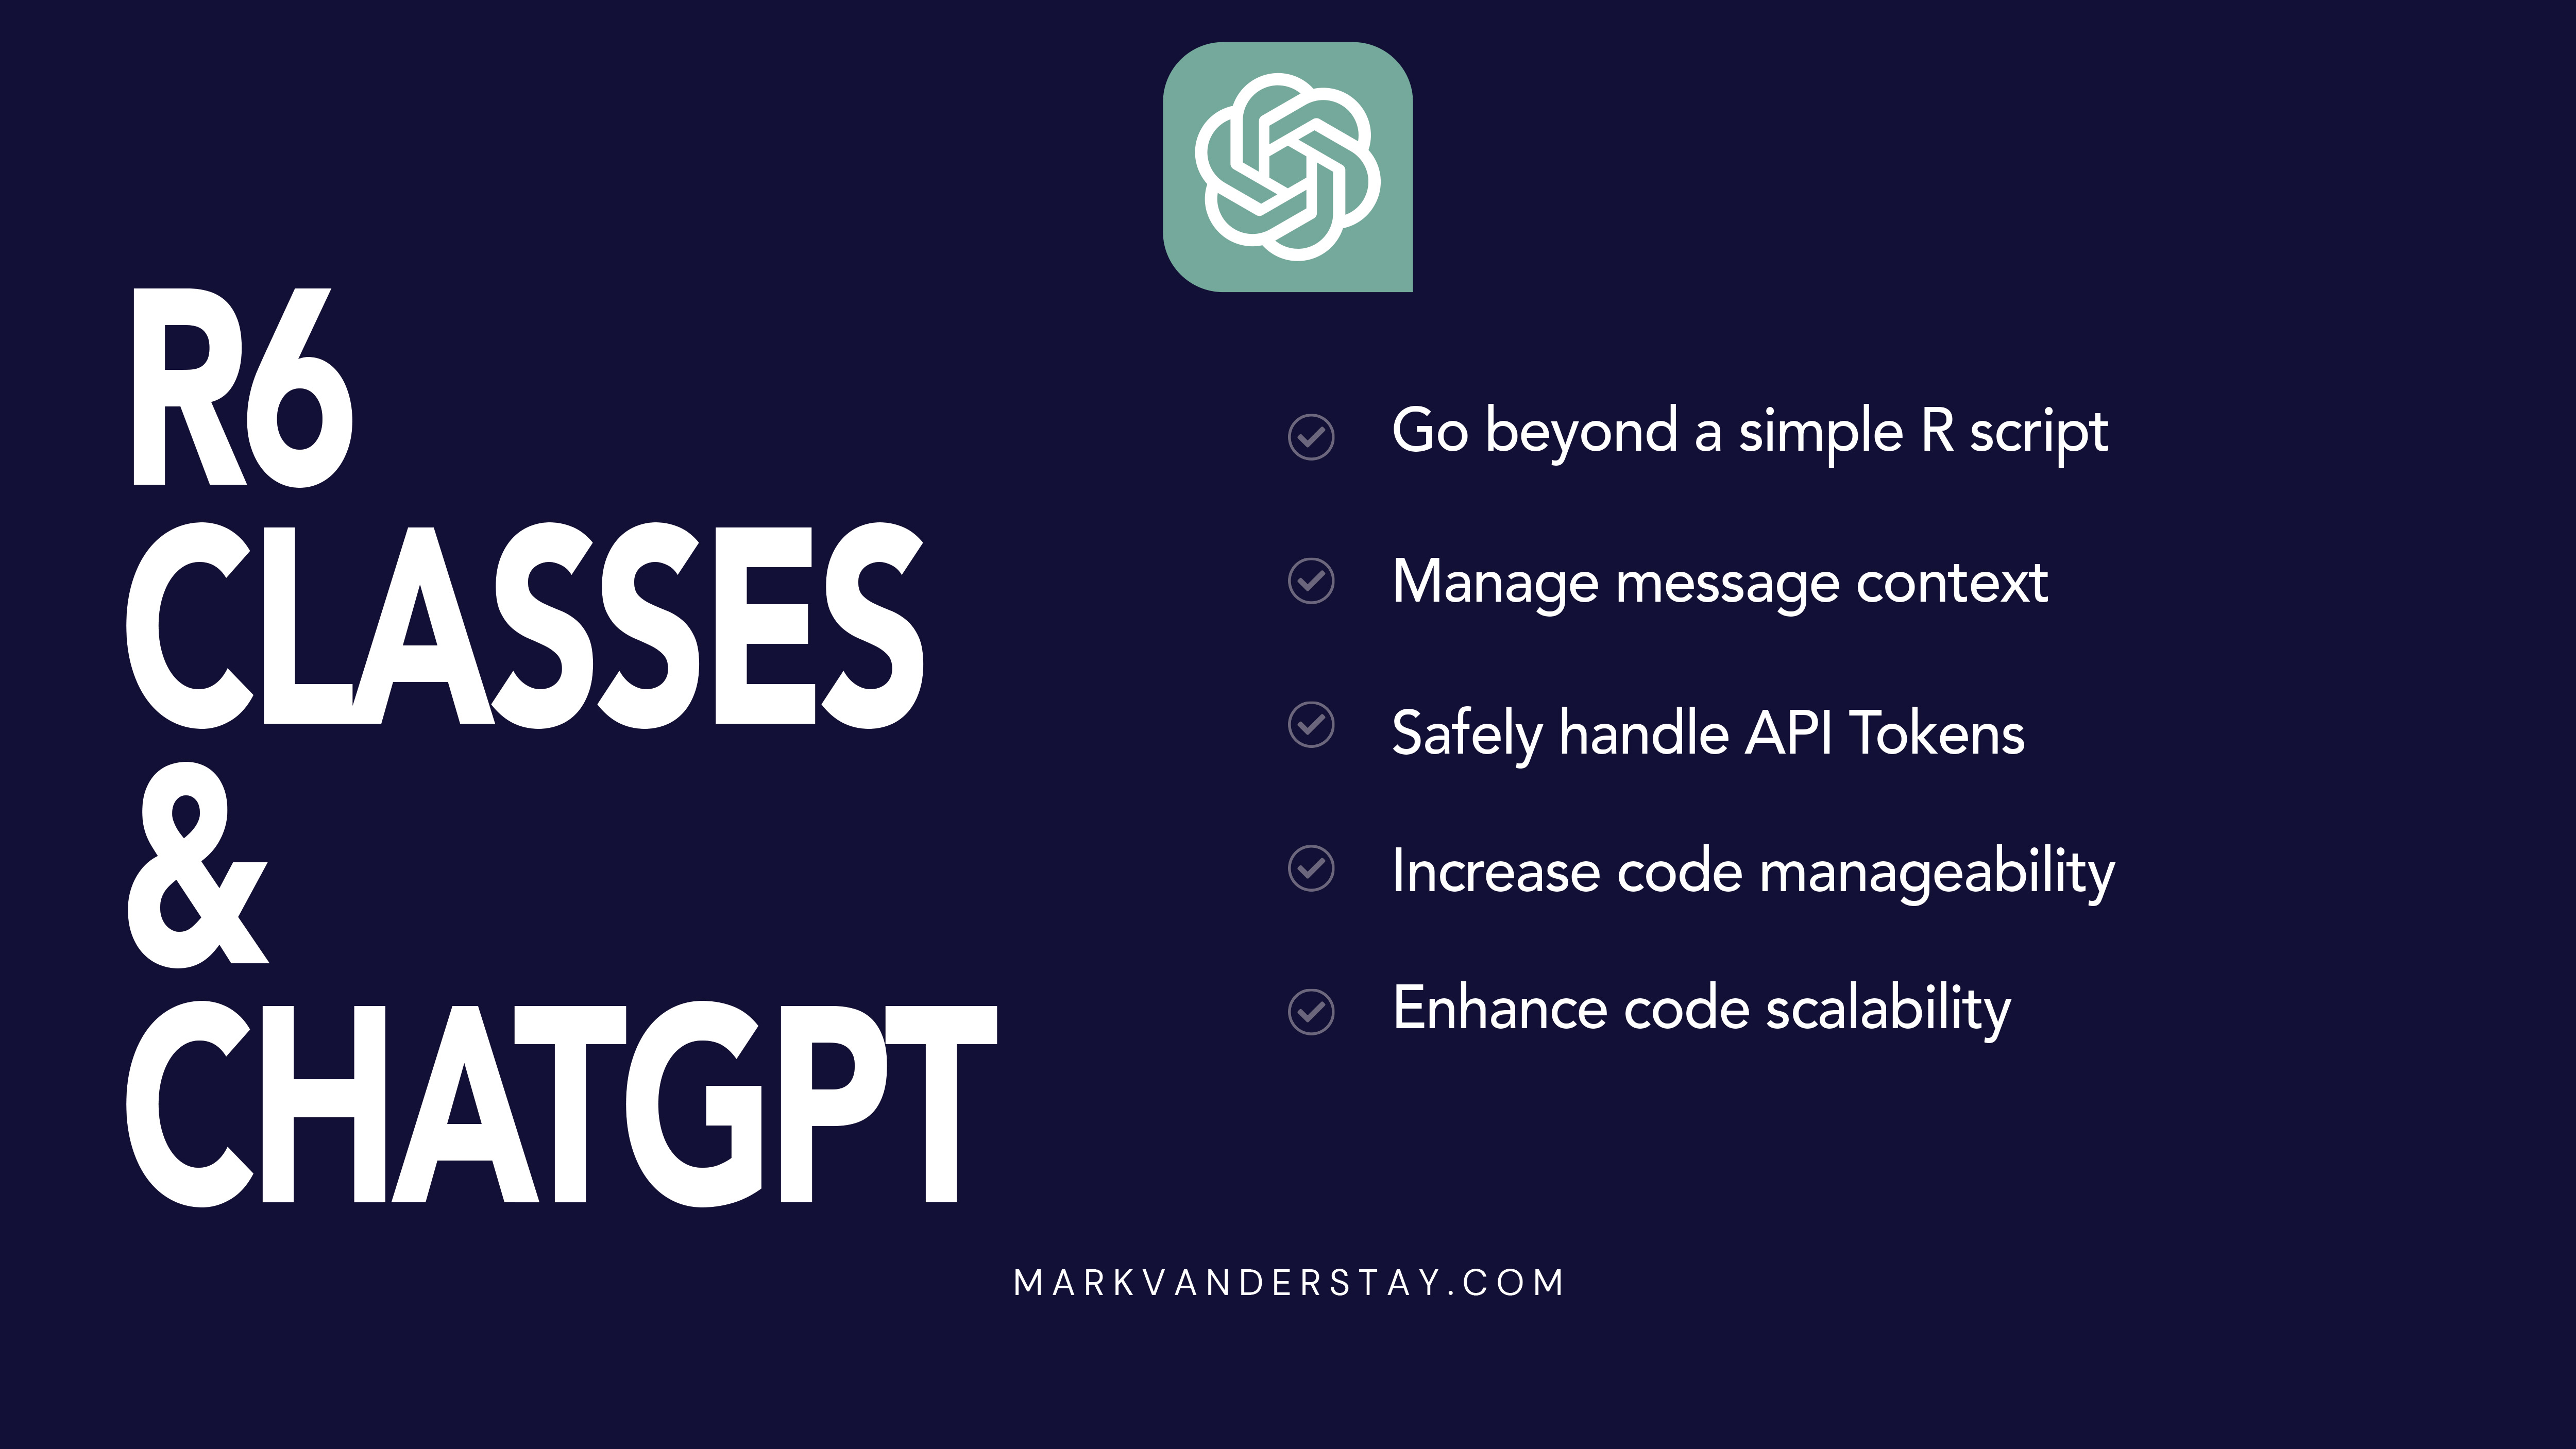 R6
CLASSES
&
CHATGPT
Go beyond a simple R script
Manage message context
Safely handle API Tokens
Increase code manageability
Enhance code scalability
MARKVANDERSTAY.COM